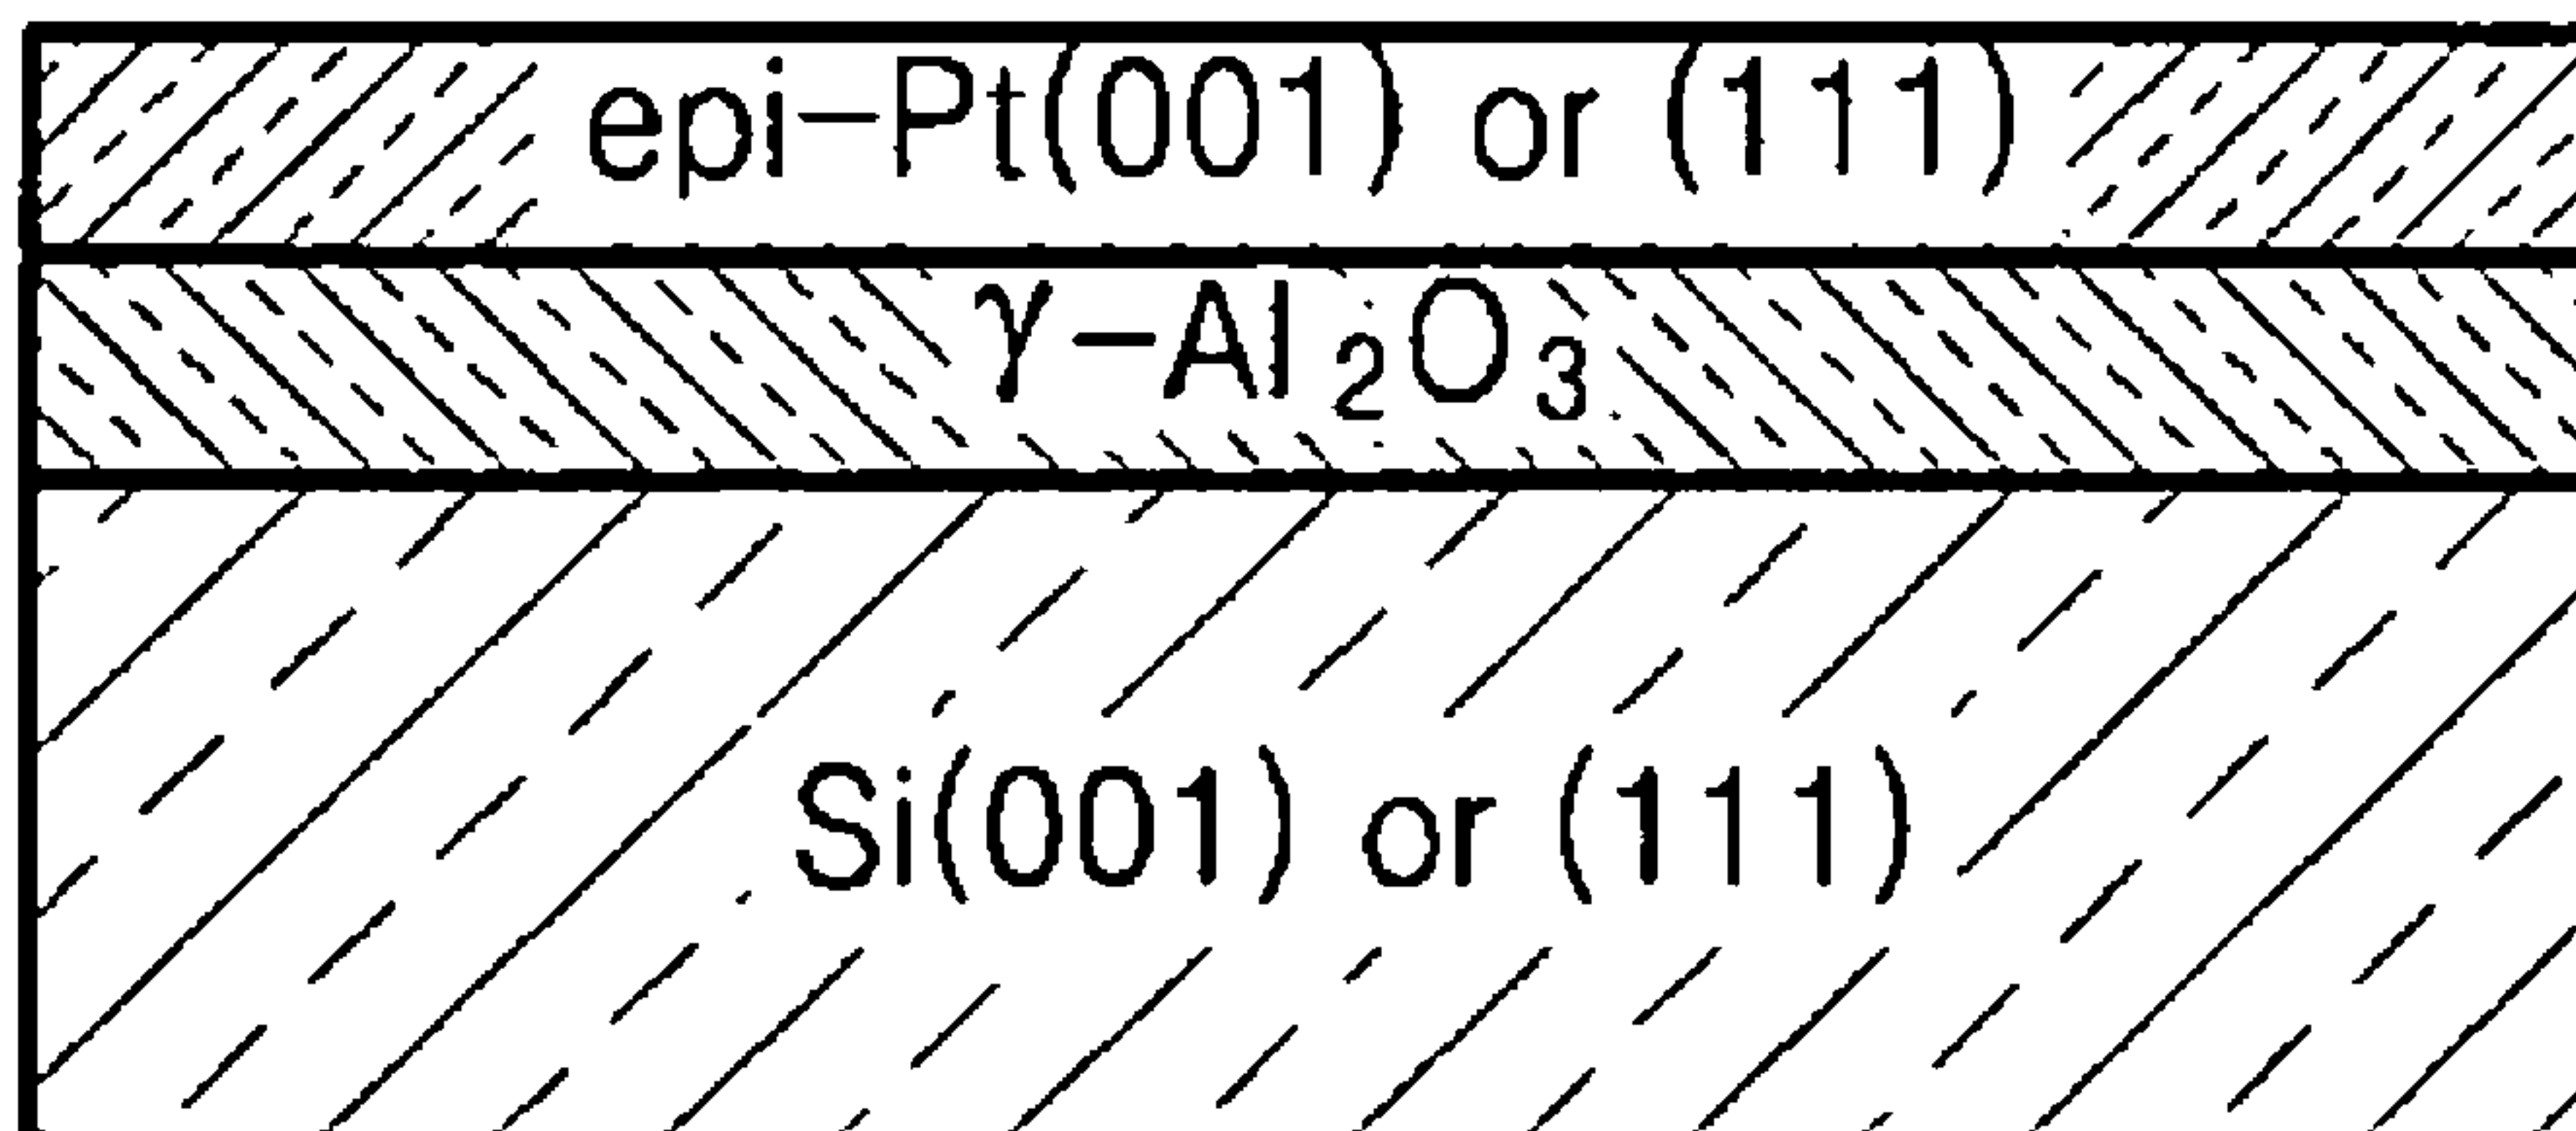 epi−Pt(001) or (111)
γ−Al₂O₃
Si(001) or (111)